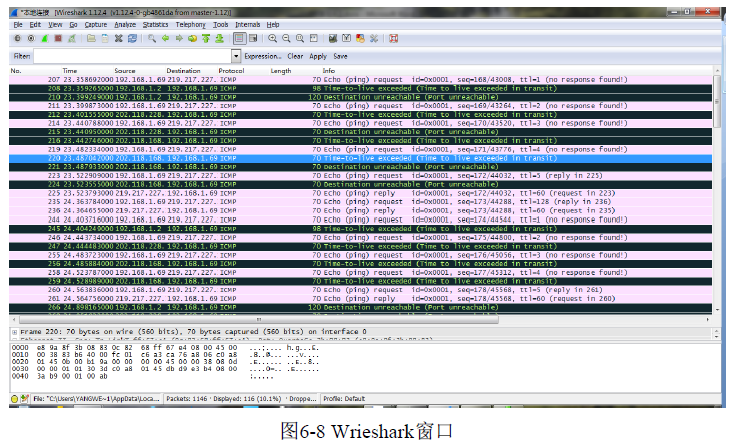 *本地连接 [Wireshark 1.12.4 (v1.12.4-0-gb4861da from master-1.12)]
File Edit View Go Capture Analyze Statistics Telephony Tools Internals Help
Filter: Expression... Clear Apply Save
No. Time Source Destination Protocol Length Info
207 23.358692000 192.168.1.69 219.217.227. ICMP 70 Echo (ping) request id=0x0001, seq=168/43008, ttl=1 (no response found!)
208 23.359265000 192.168.1.2 192.168.1.69 ICMP 98 Time-to-live exceeded (Time to live exceeded in transit)
210 23.399249000 192.168.1.2 192.168.1.69 ICMP 120 Destination unreachable (Port unreachable)
211 23.399873000 192.168.1.69 219.217.227. ICMP 70 Echo (ping) request id=0x0001, seq=169/43264, ttl=2 (no response found!)
212 23.401555000 202.118.228. 192.168.1.69 ICMP 70 Time-to-live exceeded (Time to live exceeded in transit)
214 23.440788000 192.168.1.69 219.217.227. ICMP 70 Echo (ping) request id=0x0001, seq=170/43520, ttl=3 (no response found!)
215 23.440950000 202.118.228. 192.168.1.69 ICMP 70 Destination unreachable (Port unreachable)
216 23.442746000 202.118.168. 192.168.1.69 ICMP 70 Time-to-live exceeded (Time to live exceeded in transit)
219 23.482334000 192.168.1.69 219.217.227. ICMP 70 Echo (ping) request id=0x0001, seq=171/43776, ttl=4 (no response found!)
220 23.487042000 202.118.168. 192.168.1.69 ICMP 70 Time-to-live exceeded (Time to live exceeded in transit)
221 23.487933000 202.118.168. 192.168.1.69 ICMP 70 Destination unreachable (Port unreachable)
223 23.522909000 192.168.1.69 219.217.227. ICMP 70 Echo (ping) request id=0x0001, seq=172/44032, ttl=5 (reply in 225)
224 23.523555000 202.118.168. 192.168.1.69 ICMP 70 Destination unreachable (Port unreachable)
225 23.523793000 219.217.227. 192.168.1.69 ICMP 70 Echo (ping) reply id=0x0001, seq=172/44032, ttl=60 (request in 223)
235 24.363784000 192.168.1.69 219.217.227. ICMP 70 Echo (ping) request id=0x0001, seq=173/44288, ttl=128 (reply in 236)
236 24.364655000 219.217.227. 192.168.1.69 ICMP 70 Echo (ping) reply id=0x0001, seq=173/44288, ttl=60 (request in 235)
244 24.403716000 192.168.1.69 219.217.227. ICMP 70 Echo (ping) request id=0x0001, seq=174/44544, ttl=1 (no response found!)
245 24.404249000 192.168.1.2 192.168.1.69 ICMP 98 Time-to-live exceeded (Time to live exceeded in transit)
246 24.443734000 192.168.1.69 219.217.227. ICMP 70 Echo (ping) request id=0x0001, seq=175/44800, ttl=2 (no response found!)
247 24.444483000 202.118.228. 192.168.1.69 ICMP 70 Time-to-live exceeded (Time to live exceeded in transit)
255 24.483723000 192.168.1.69 219.217.227. ICMP 70 Echo (ping) request id=0x0001, seq=176/45056, ttl=3 (no response found!)
256 24.485884000 202.118.168. 192.168.1.69 ICMP 70 Time-to-live exceeded (Time to live exceeded in transit)
258 24.523787000 192.168.1.69 219.217.227. ICMP 70 Echo (ping) request id=0x0001, seq=177/45312, ttl=4 (no response found!)
259 24.528989000 202.118.168. 192.168.1.69 ICMP 70 Time-to-live exceeded (Time to live exceeded in transit)
260 24.563836000 192.168.1.69 219.217.227. ICMP 70 Echo (ping) request id=0x0001, seq=178/45568, ttl=5 (reply in 261)
261 24.564756000 219.217.227. 192.168.1.69 ICMP 70 Echo (ping) reply id=0x0001, seq=178/45568, ttl=60 (request in 260)
266 24.898165000 192.168.1.2 192.168.1.69 ICMP 120 Destination unreachable (Port unreachable)
Frame 220: 70 bytes on wire (560 bits), 70 bytes captured (560 bits) on interface 0
0000 e8 9a 8f 3b 08 83 0c 82 68 ff 67 e4 08 00 45 00 ...;.... h.g...E.
0010 00 38 83 b6 40 00 fc 01 c6 a3 ca 76 a8 06 c0 a8 .8..@... ...v....
0020 01 45 0b 00 b1 9a 00 00 00 00 45 00 00 38 08 0d .E...... ..E..8..
0030 00 00 01 01 30 3d c0 a8 01 45 db d9 e3 b4 08 00 ....0=.. .E......
0040 3a b9 00 01 00 ab :.....
File: "C:\Users\YANGWE~1\AppData\Loca... Packets: 1146 · Displayed: 116 (10.1%) · Droppe... Profile: Default
图6-8 Wrieshark窗口